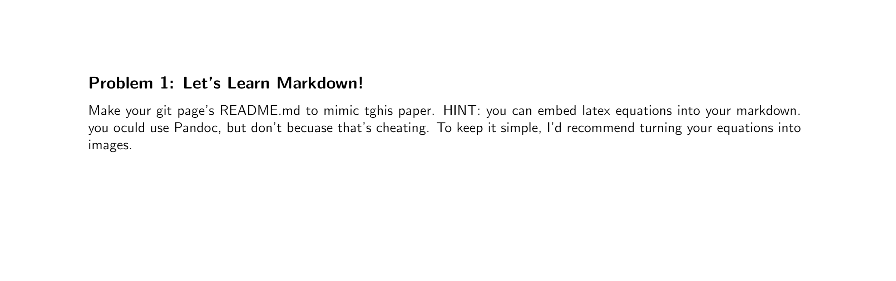 Problem 1: Let's Learn Markdown!
Make your git page's README.md to mimic tghis paper. HINT: you can embed latex equations into your markdown.
you oculd use Pandoc, but don't becuase that's cheating. To keep it simple, I'd recommend turning your equations into
images.